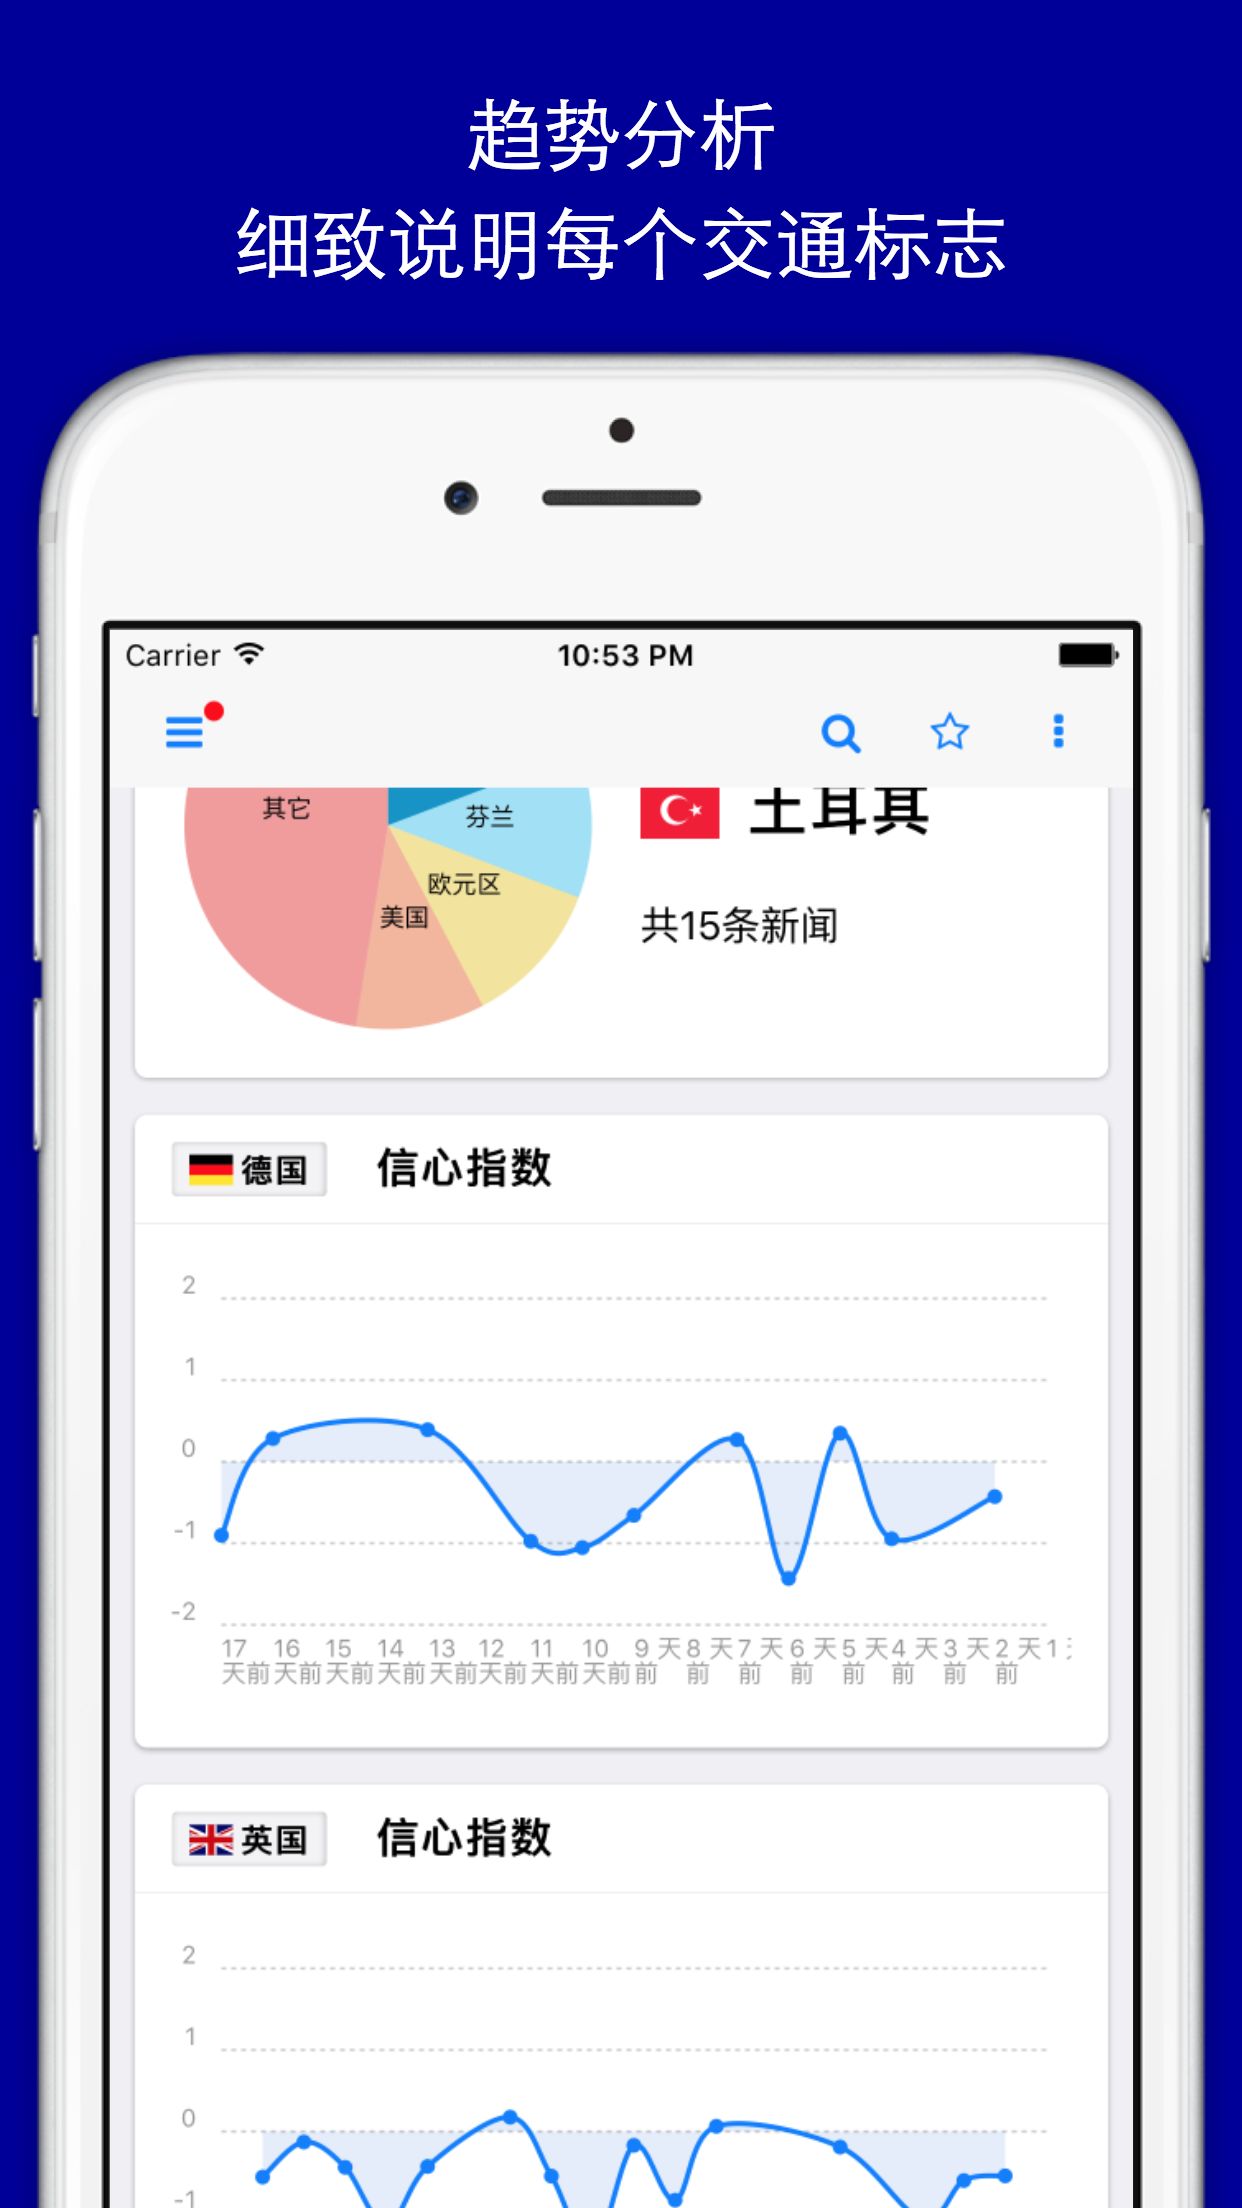 趋势分析
细致说明每个交通标志
Carrier
10:53 PM
其它
芬兰
欧元区
美国
土耳其
共15条新闻
德国
信心指数
2
1
0
-1
-2
17天前 16天前 15天前 14天前 13天前 12天前 11天前 10天前 9天前 8天前 7天前 6天前 5天前 4天前 3天前 2天前 1
英国
信心指数
2
1
0
-1